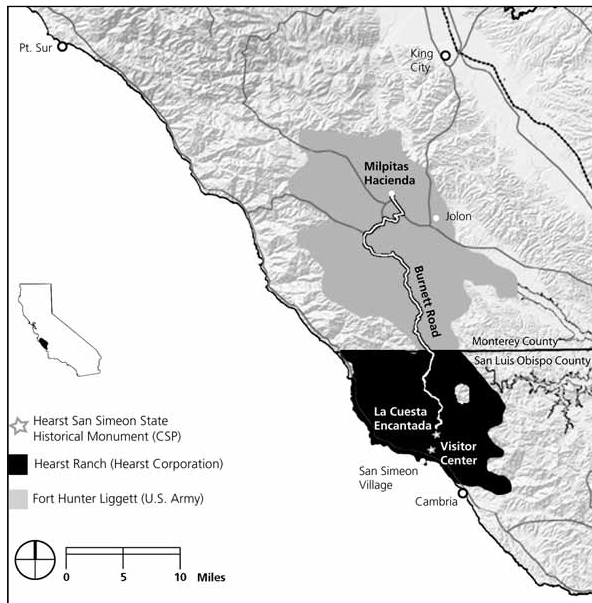 Pt. Sur
King
City
Milpitas
Hacienda
Jolon
Burnett Road
Monterey County
San Luis Obispo County
La Cuesta
Encantada
Visitor
Center
San Simeon
Village
Cambria
Hearst San Simeon State
Historical Monument (CSP)
Hearst Ranch (Hearst Corporation)
Fort Hunter Liggett (U.S. Army)
0 5 10 Miles